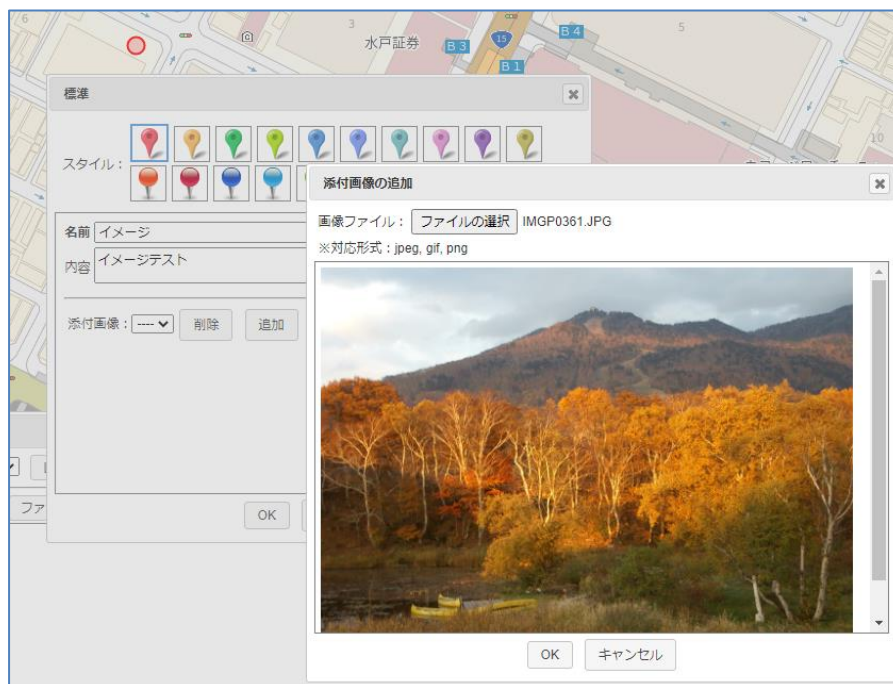 6
3
5
水戸証券
B 3
15
B 4
B 1
10
標準
スタイル：
添付画像の追加
画像ファイル： ファイルの選択 IMGP0361.JPG
※対応形式：jpeg, gif, png
名前 イメージ
内容 イメージテスト
添付画像： ---- 削除 追加
ファ
OK
OK キャンセル